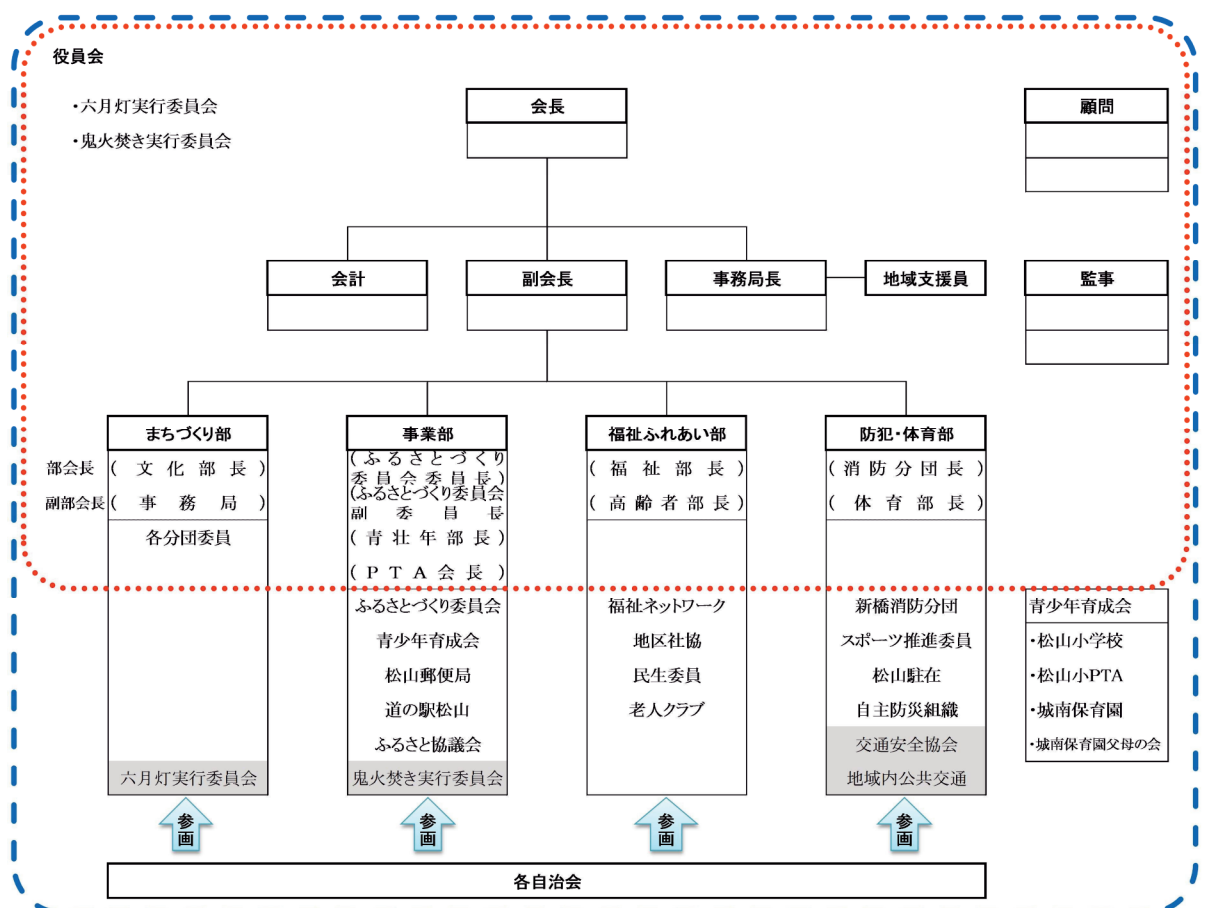 役員会
・六月灯実行委員会
・鬼火焚き実行委員会
会長
顧問
会計
副会長
事務局長
地域支援員
監事
まちづくり部
事業部
福祉ふれあい部
防犯・体育部
部会長
(文化部長)
(ふるさとづくり
委員会委員長)
(福祉部長)
(消防分団長)
副部会長
(事務局)
(ふるさとづくり委員会
副委員長
(高齢者部長)
(体育部長)
各分団委員
(青壮年部長)
(PTA会長)
ふるさとづくり委員会
青少年育成会
松山郵便局
道の駅松山
ふるさと協議会
六月灯実行委員会
鬼火焚き実行委員会
福祉ネットワーク
地区社協
民生委員
老人クラブ
新橋消防分団
スポーツ推進委員
松山駐在
自主防災組織
交通安全協会
地域内公共交通
青少年育成会
・松山小学校
・松山小PTA
・城南保育園
・城南保育園父母の会
参画
参画
参画
参画
各自治会